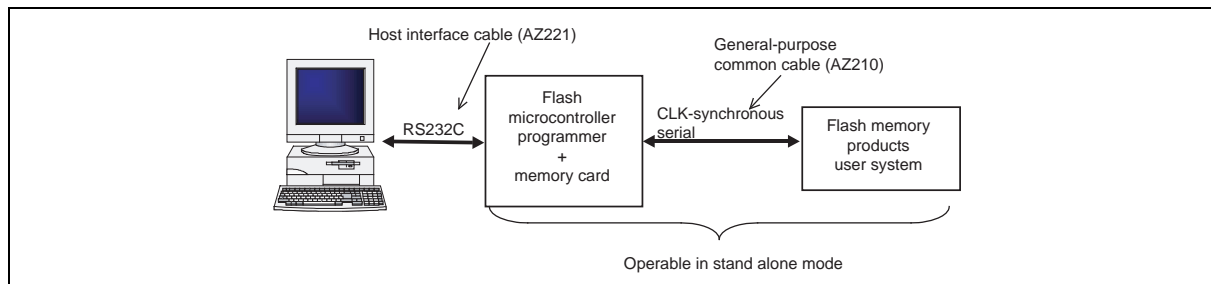 Host interface cable (AZ221)
General-purpose
common cable (AZ210)
RS232C
Flash
microcontroller
programmer
+
memory card
CLK-synchronous
serial
Flash memory
products
user system
Operable in stand alone mode